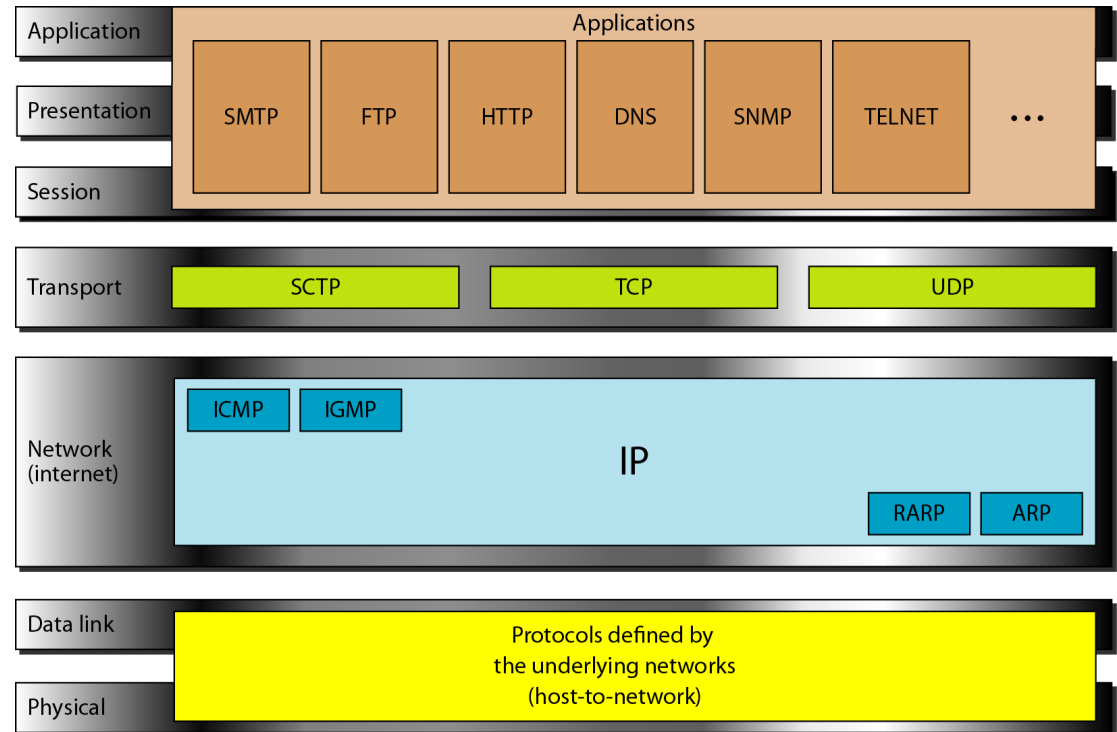 Application
Applications
Presentation
SMTP
FTP
HTTP
DNS
SNMP
TELNET
...
Session
Transport
SCTP
TCP
UDP
Network
(internet)
ICMP
IGMP
IP
RARP
ARP
Data link
Protocols defined by
the underlying networks
(host-to-network)
Physical